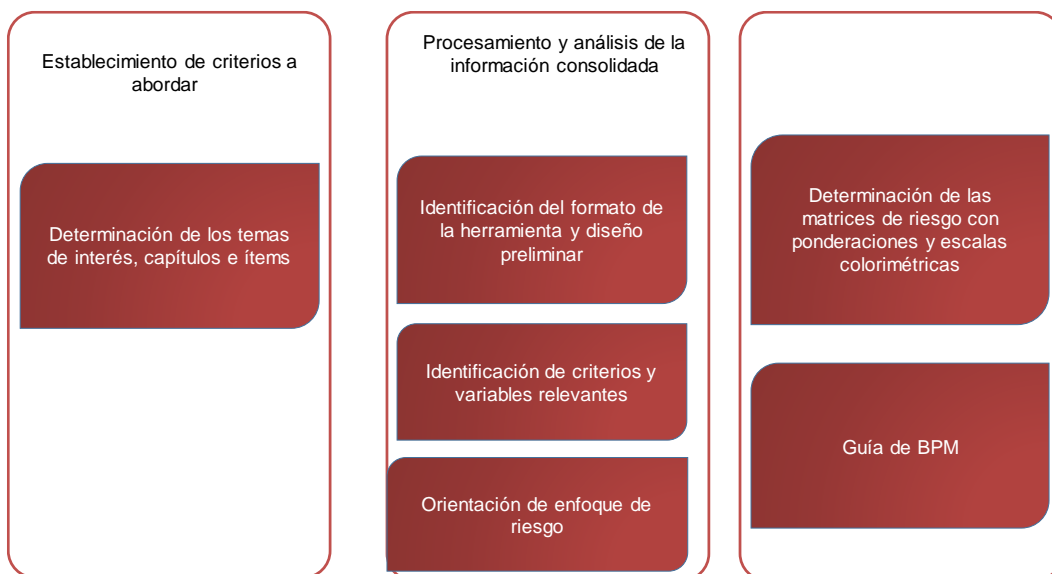 Establecimiento de criterios a
abordar
Determinación de los temas
de interés, capítulos e ítems
Procesamiento y análisis de la
información consolidada
Identificación del formato de
la herramienta y diseño
preliminar
Identificación de criterios y
variables relevantes
Orientación de enfoque de
riesgo
Determinación de las
matrices de riesgo con
ponderaciones y escalas
colorimétricas
Guía de BPM